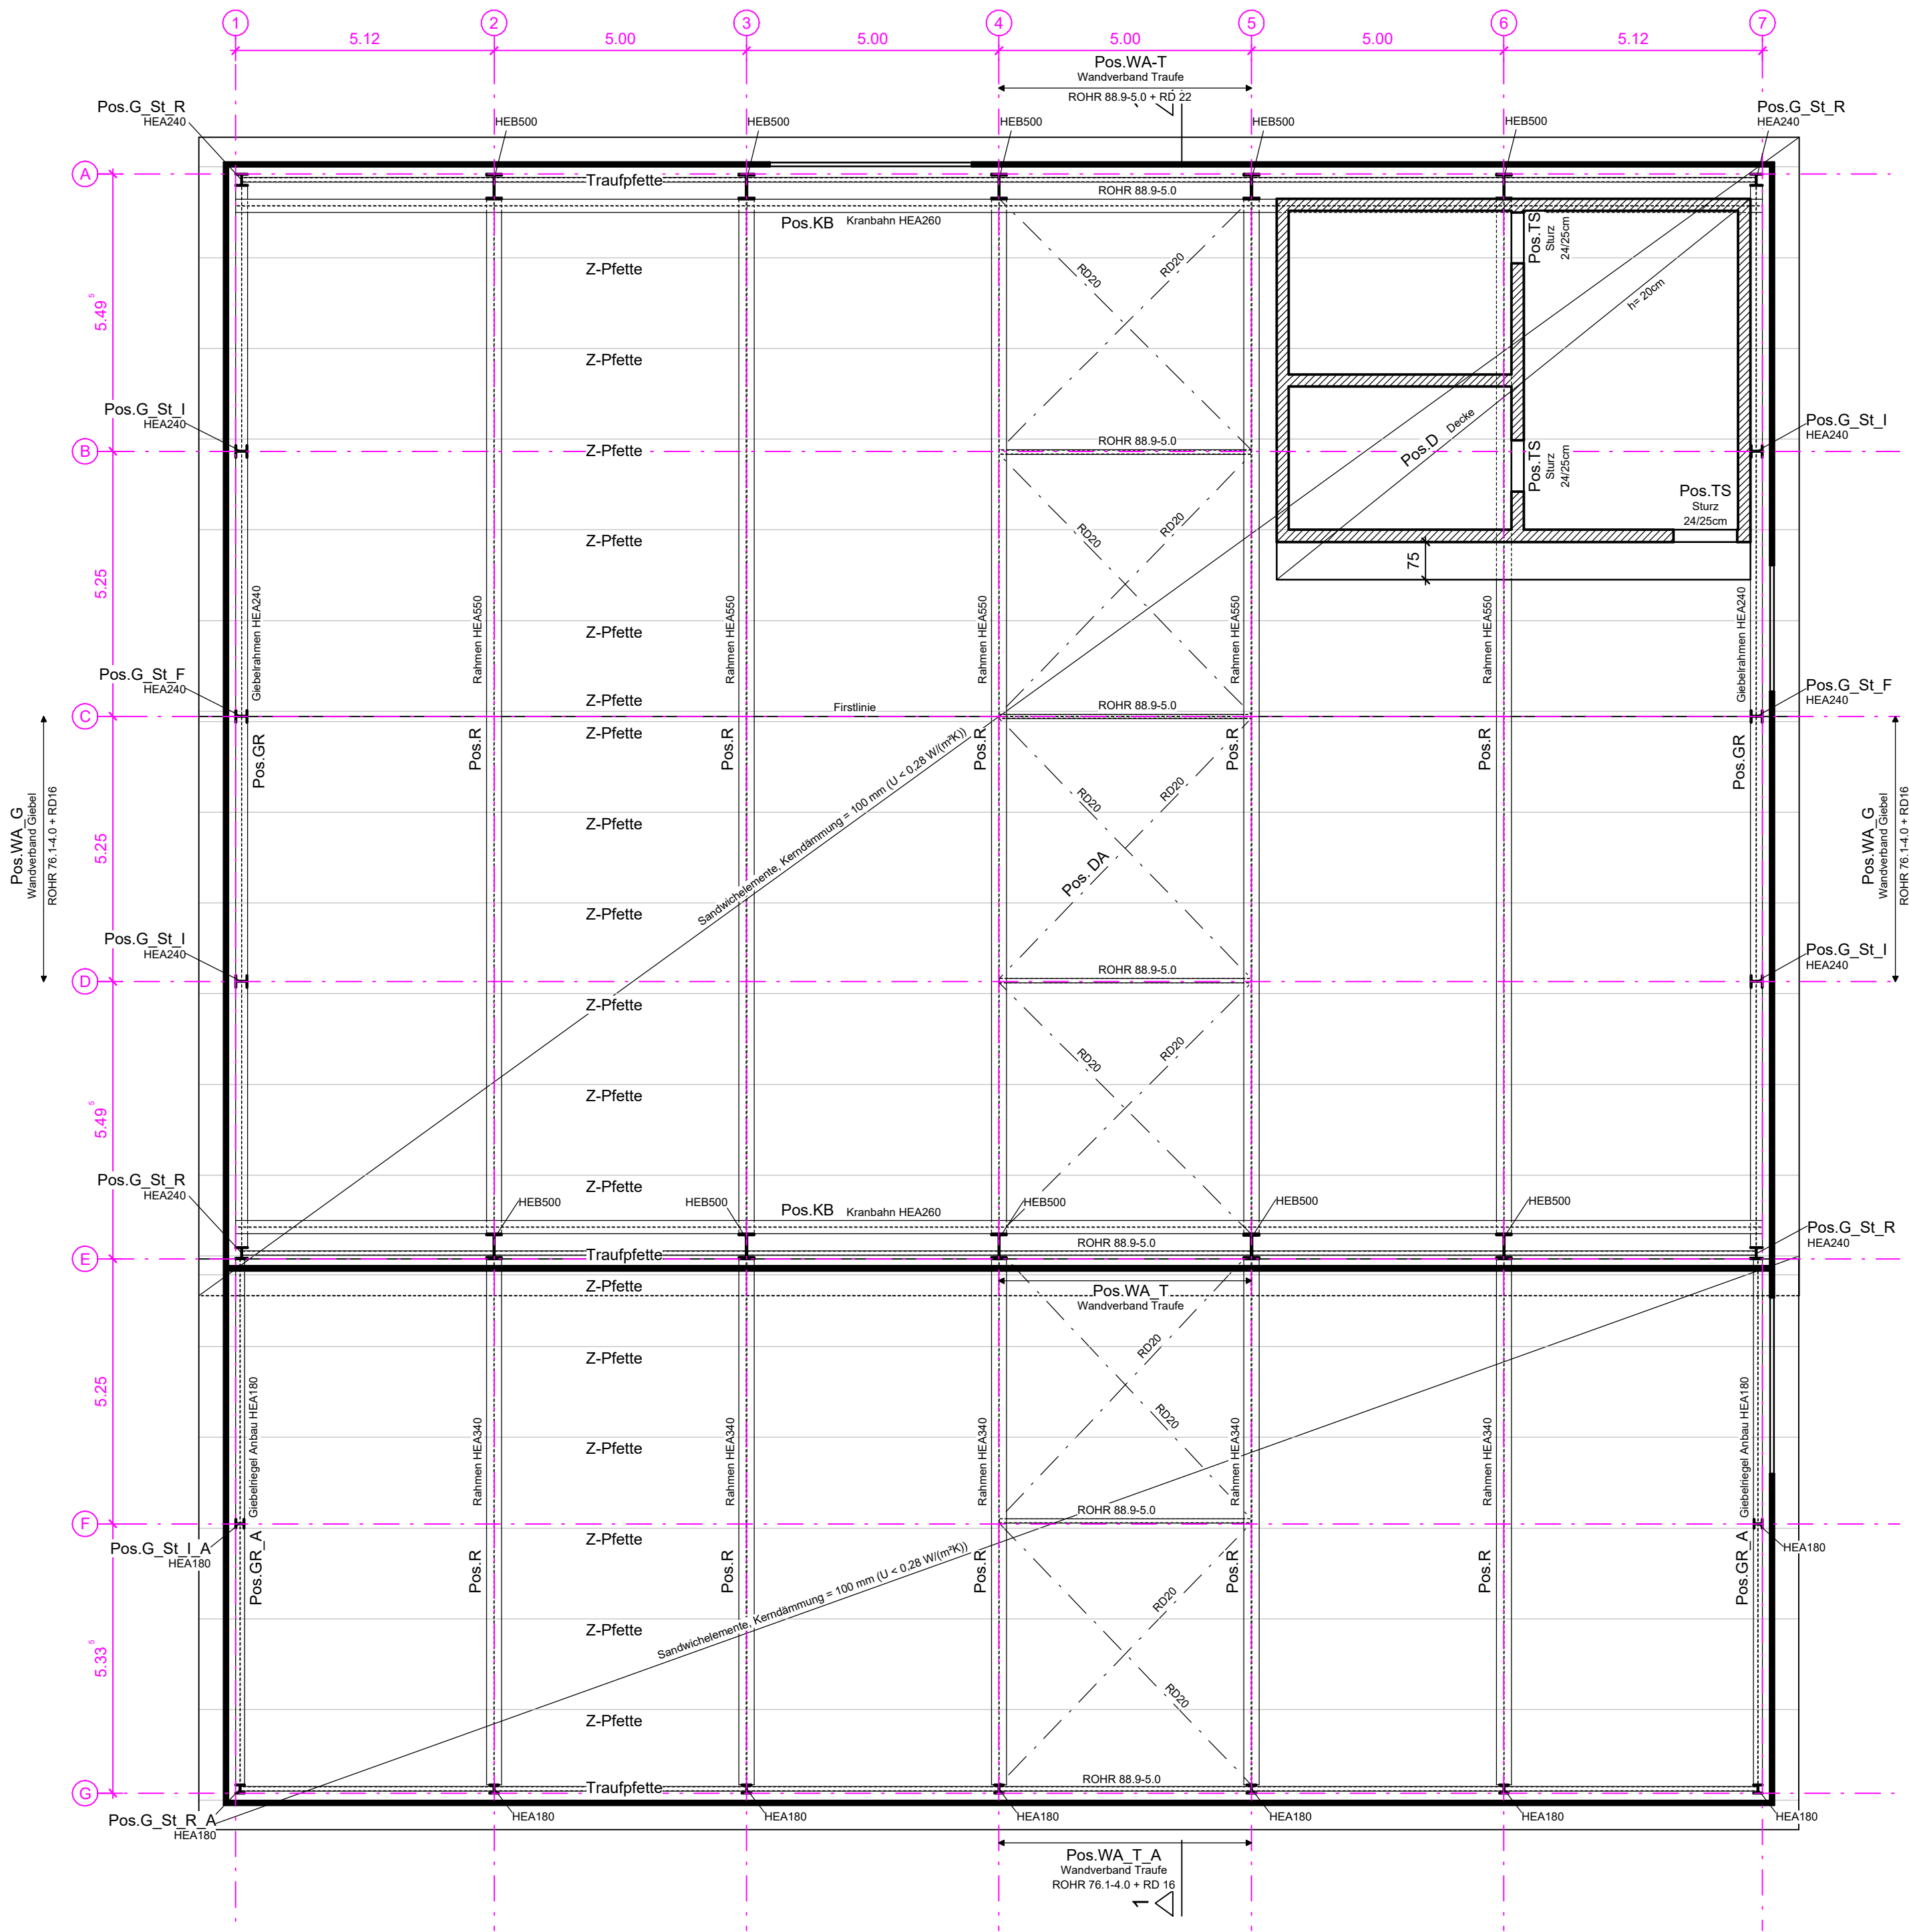 1
2
3
4
5
6
7
5.12
5.00
5.00
5.00
5.00
5.12
Pos.WA-T
Wandverband Traufe
ROHR 88.9-5.0 + RD 22
Pos.G_St_R
HEA240
HEB500
HEB500
HEB500
HEB500
HEB500
Pos.G_St_R
HEA240
A
Traufpfette
ROHR 88.9-5.0
Pos.KB Kranbahn HEA260
Pos.TS
Sturz
24/25cm
Z-Pfette
RD20
RD20
h= 20cm
5.49⁵
Z-Pfette
Pos.G_St_I
HEA240
Pos.D Decke
Pos.G_St_I
HEA240
B
Z-Pfette
ROHR 88.9-5.0
Pos.TS
Sturz
24/25cm
Pos.TS
Sturz
24/25cm
Z-Pfette
RD20
RD20
75
5.25
Z-Pfette
Giebelrahmen HEA240
Rahmen HEA550
Rahmen HEA550
Rahmen HEA550
Rahmen HEA550
Rahmen HEA550
Giebelrahmen HEA240
Pos.G_St_F
HEA240
Z-Pfette
Pos.G_St_F
HEA240
C
Firstlinie
ROHR 88.9-5.0
Z-Pfette
Pos.GR
Pos.R
Pos.R
Pos.R
Pos.R
Pos.R
Pos.GR
Sandwichelemente, Kerndämmung = 100 mm (U < 0.28 W/(m²K))
RD20
RD20
Pos.WA_G
Wandverband Giebel
ROHR 76.1-4.0 + RD16
5.25
Z-Pfette
Pos. DA
Pos.WA_G
Wandverband Giebel
ROHR 76.1-4.0 + RD16
Z-Pfette
Pos.G_St_I
HEA240
Pos.G_St_I
HEA240
D
ROHR 88.9-5.0
Z-Pfette
RD20
RD20
5.49⁵
Z-Pfette
Pos.G_St_R
HEA240
Z-Pfette
HEB500
HEB500
HEB500
HEB500
HEB500
Pos.KB Kranbahn HEA260
Pos.G_St_R
HEA240
E
Traufpfette
ROHR 88.9-5.0
Z-Pfette
Pos.WA_T
Wandverband Traufe
RD20
RD20
Z-Pfette
5.25
Giebelriegel Anbau HEA180
Rahmen HEA340
Rahmen HEA340
Rahmen HEA340
Rahmen HEA340
Rahmen HEA340
Giebelriegel Anbau HEA180
Z-Pfette
F
ROHR 88.9-5.0
Z-Pfette
Pos.G_St_I_A
HEA180
HEA180
Pos.GR_A
Pos.R
Pos.R
Pos.R
Pos.R
Pos.R
Pos.GR_A
Sandwichelemente, Kerndämmung = 100 mm (U < 0.28 W/(m²K))
RD20
RD20
5.33⁵
Z-Pfette
Z-Pfette
G
Traufpfette
ROHR 88.9-5.0
Pos.G_St_R_A
HEA180
HEA180
HEA180
HEA180
HEA180
HEA180
HEA180
Pos.WA_T_A
Wandverband Traufe
ROHR 76.1-4.0 + RD 16
1